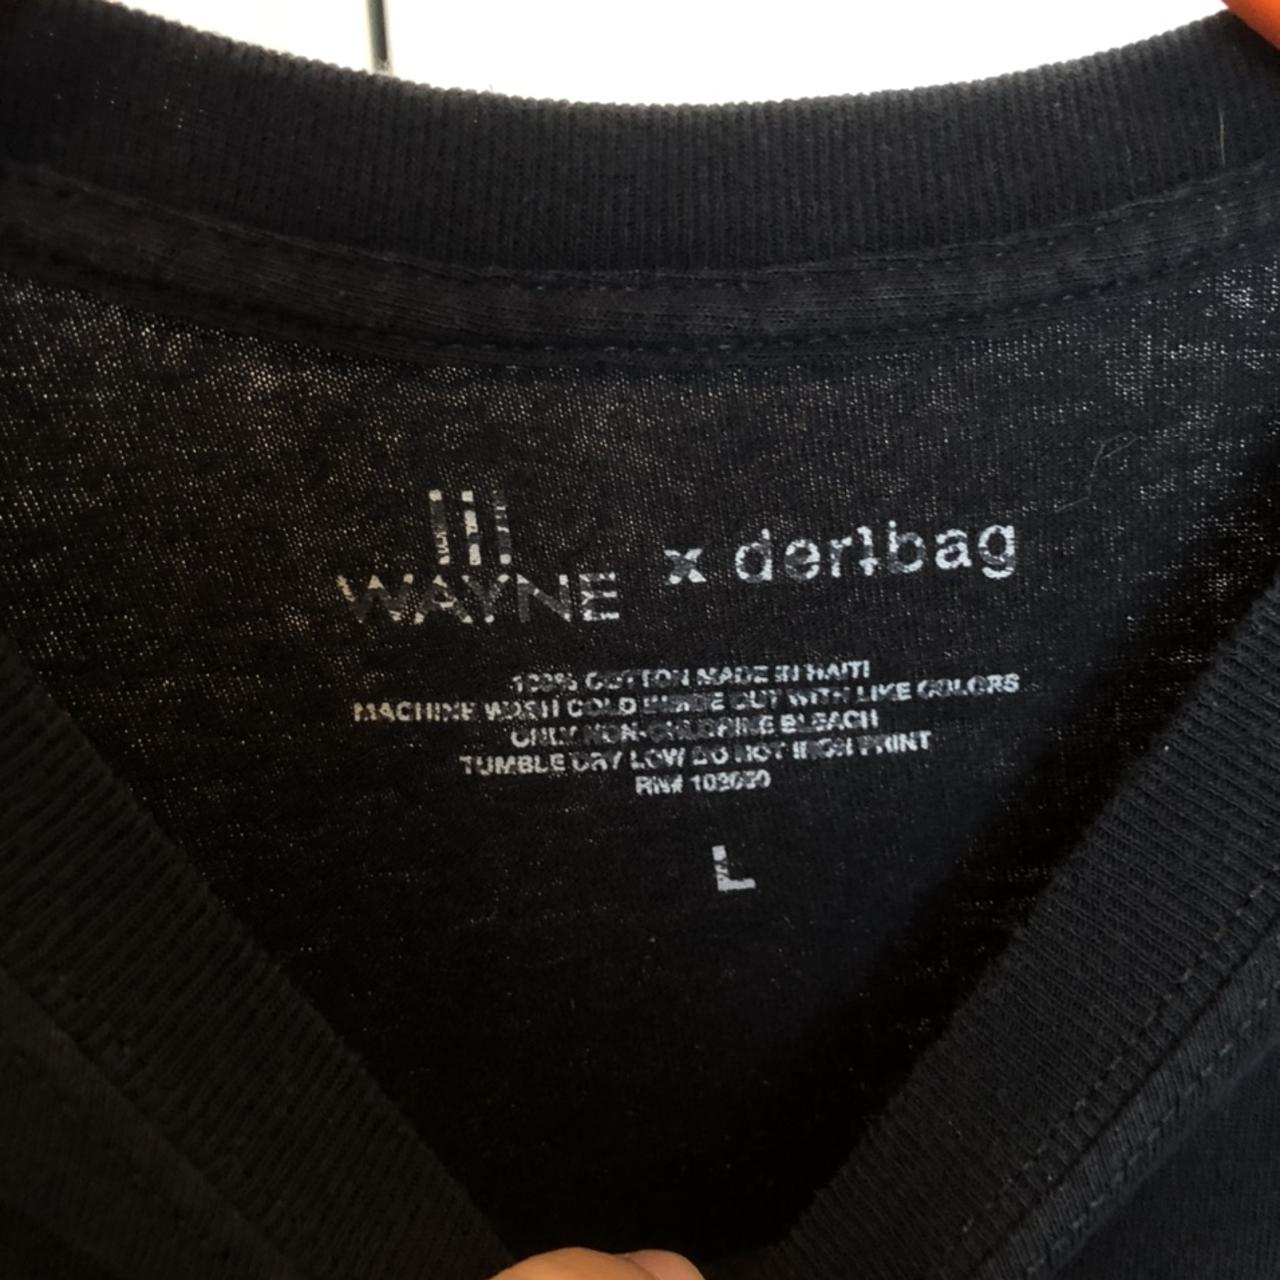 lil
WAYNE
x dertbag
100% COTTON MADE IN HAITI
MACHINE WASH COLD INSIDE OUT WITH LIKE COLORS
ONLY NON-CHLORINE BLEACH
TUMBLE DRY LOW DO NOT IRON PRINT
RN#
L